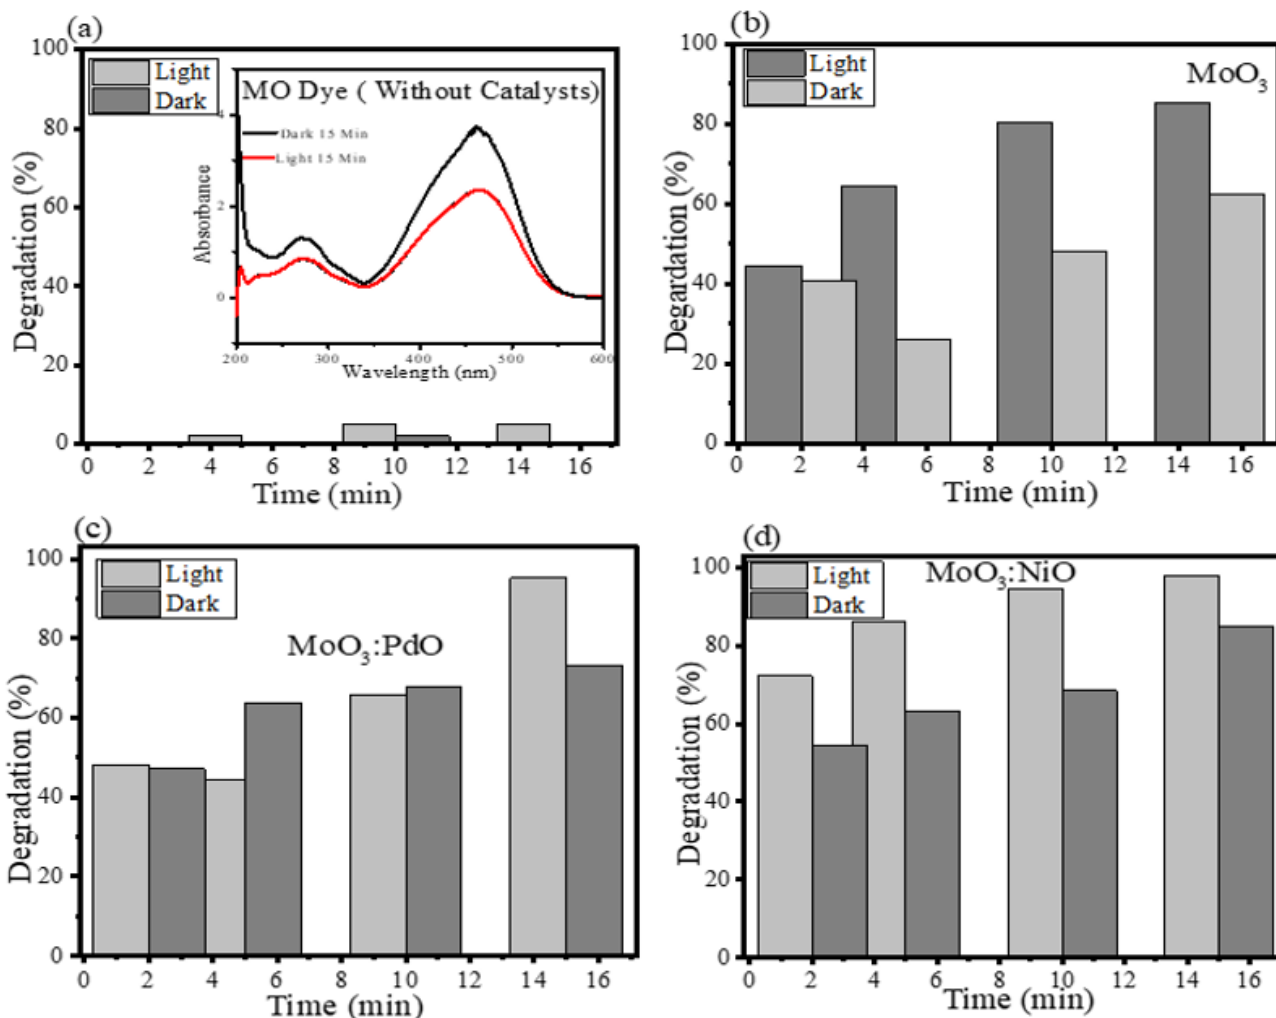 (a)
100
80
60
40
20
0
Degradation (%)
Light
Dark
MO Dye ( Without Catalysts)
Dark 15 Min
Light 15 Min
Absorbance
4
2
0
200 300 400 500 600
Wavelength (nm)
0 2 4 6 8 10 12 14 16
Time (min)
(b)
100
80
60
40
20
0
Degardation (%)
Light
Dark
MoO₃
0 2 4 6 8 10 12 14 16
Time (min)
(c)
100
80
60
40
20
0
Degradation (%)
Light
Dark
MoO₃:PdO
0 2 4 6 8 10 12 14 16
Time (min)
(d)
100
80
60
40
20
0
Degradation (%)
Light
Dark
MoO₃:NiO
0 2 4 6 8 10 12 14 16
Time (min)